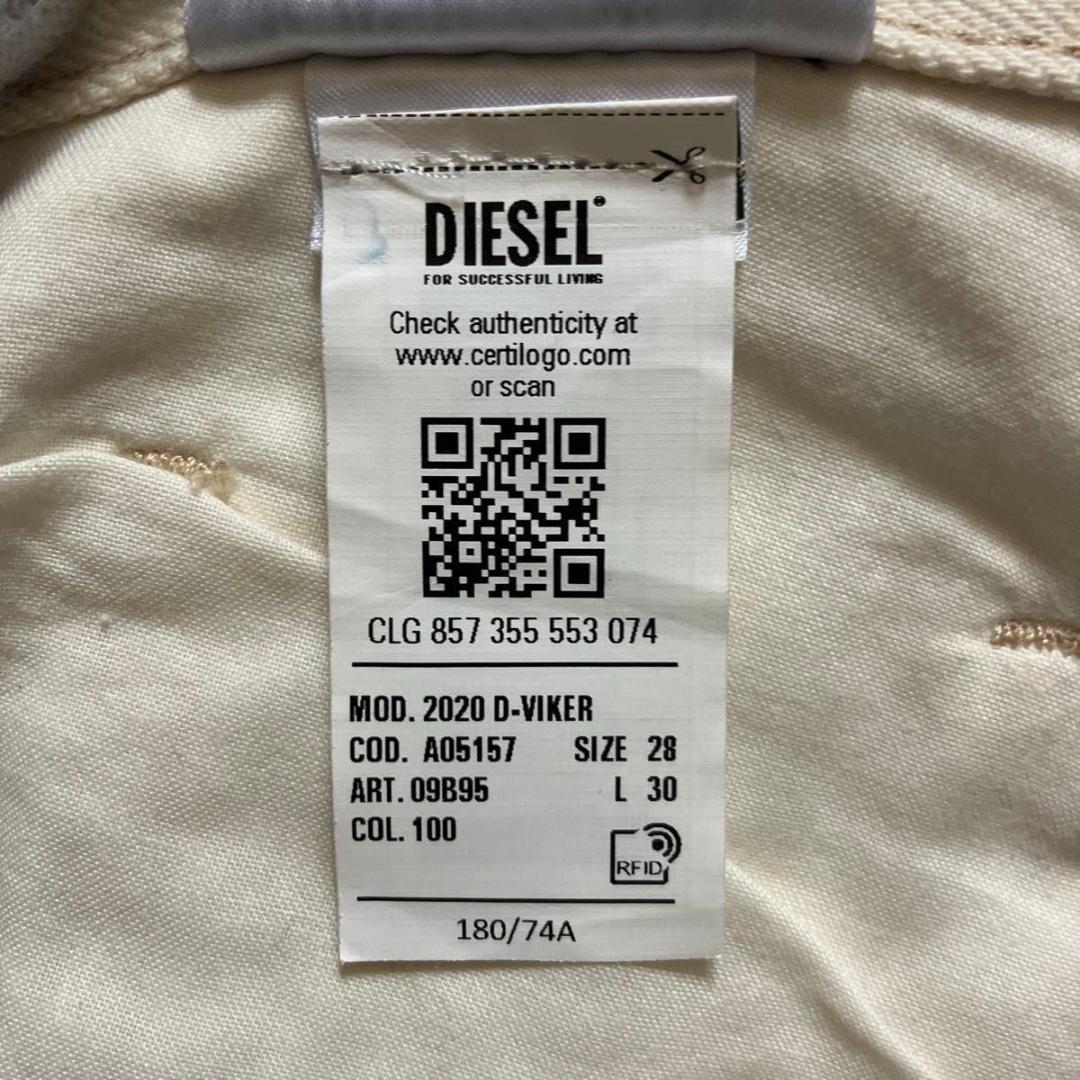 DIESEL®
FOR SUCCESSFUL LIVING
Check authenticity at
www.certilogo.com
or scan
CLG 857 355 553 074
MOD. 2020 D-VIKER
COD. A05157 SIZE 28
ART. 09B95 L 30
COL. 100
RFID
180/74A